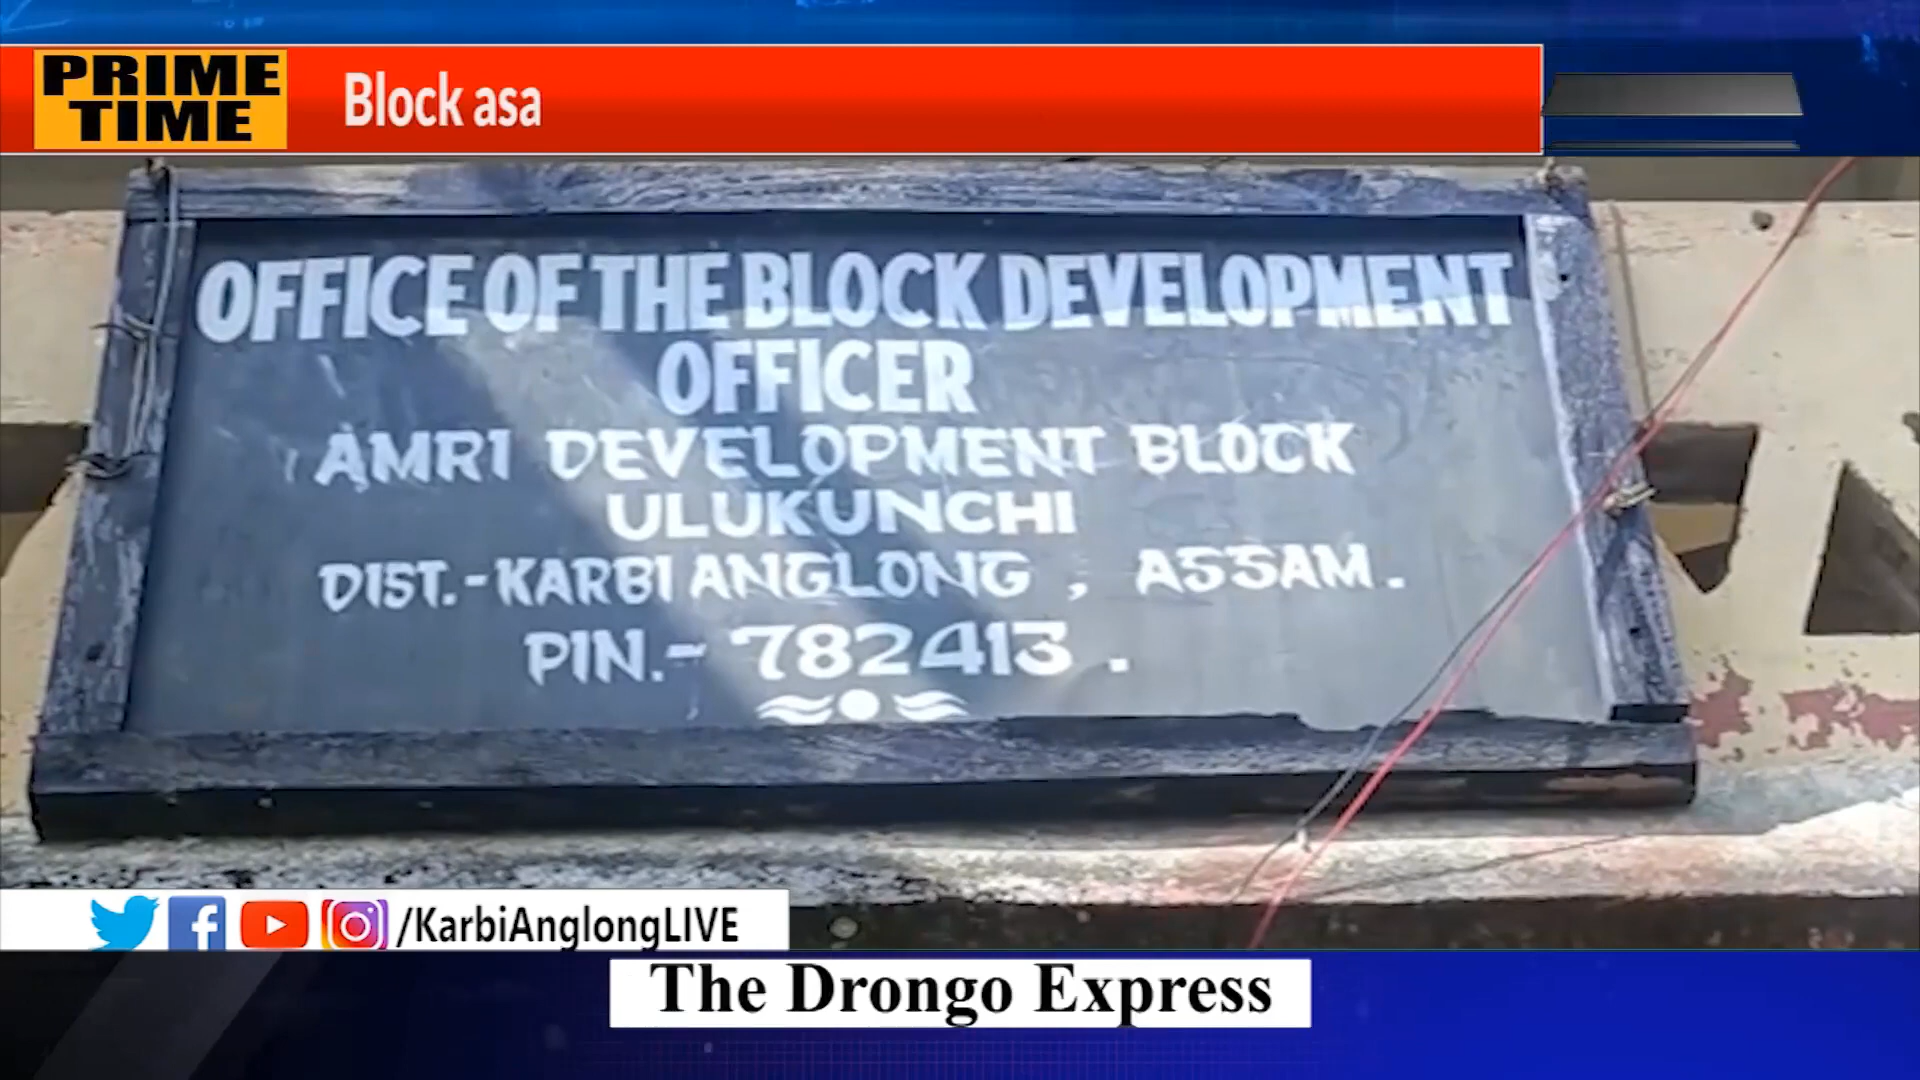 PRIME
TIME
Block asa
OFFICE OF THE BLOCK DEVELOPMENT
OFFICER
AMRI DEVELOPMENT BLOCK
ULUKUNCHI
DIST.-KARBI ANGLONG , ASSAM.
PIN.- 782413 .
/KarbiAnglongLIVE
The Drongo Express